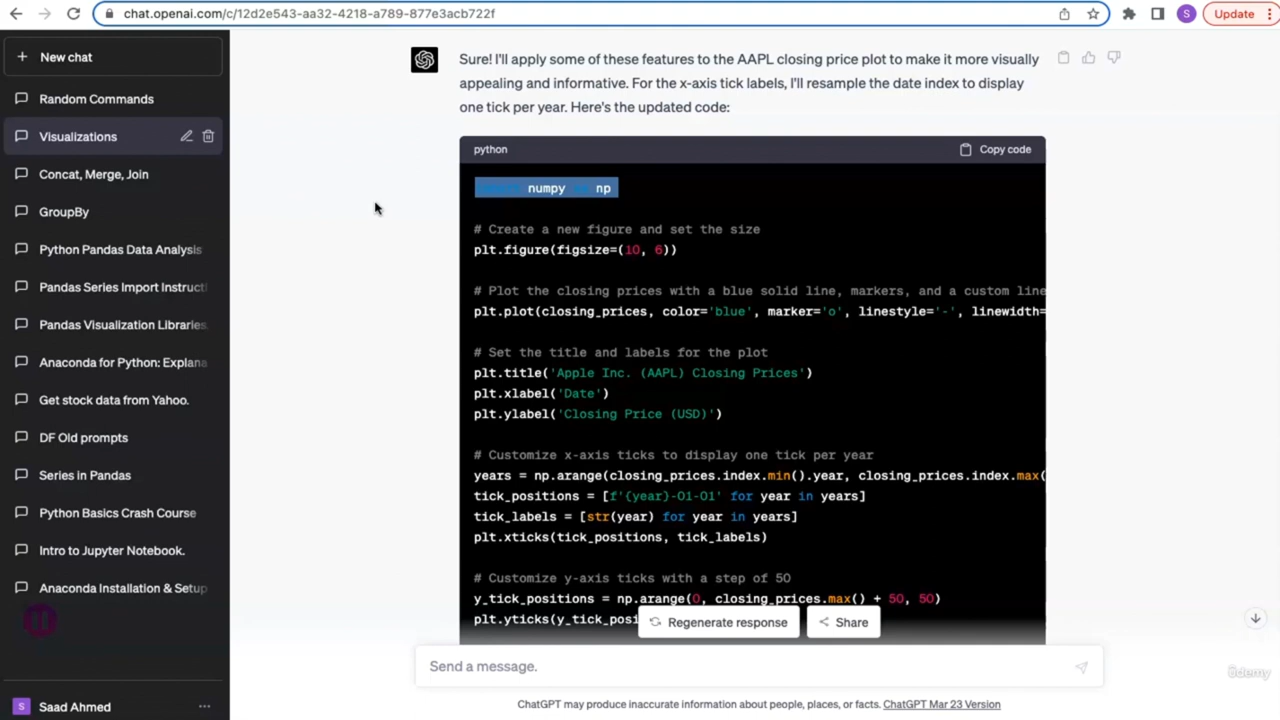 chat.openai.com/c/12d2e543-aa32-4218-a789-877e3acb722f
S
Update
New chat
Random Commands
Visualizations
Concat, Merge, Join
GroupBy
Python Pandas Data Analysis
Pandas Series Import Instructi
Pandas Visualization Libraries.
Anaconda for Python: Explana
Get stock data from Yahoo.
DF Old prompts
Series in Pandas
Python Basics Crash Course
Intro to Jupyter Notebook.
Anaconda Installation & Setup
S
Saad Ahmed
Sure! I'll apply some of these features to the AAPL closing price plot to make it more visually
appealing and informative. For the x-axis tick labels, I'll resample the date index to display
one tick per year. Here's the updated code:
python
Copy code
import numpy as np
# Create a new figure and set the size
plt.figure(figsize=(10, 6))
# Plot the closing prices with a blue solid line, markers, and a custom line
plt.plot(closing_prices, color='blue', marker='o', linestyle='-', linewidth=
# Set the title and labels for the plot
plt.title('Apple Inc. (AAPL) Closing Prices')
plt.xlabel('Date')
plt.ylabel('Closing Price (USD)')
# Customize x-axis ticks to display one tick per year
years = np.arange(closing_prices.index.min().year, closing_prices.index.max(
tick_positions = [f'{year}-01-01' for year in years]
tick_labels = [str(year) for year in years]
plt.xticks(tick_positions, tick_labels)
# Customize y-axis ticks with a step of 50
y_tick_positions = np.arange(0, closing_prices.max() + 50, 50)
plt.yticks(y_tick_posi
Regenerate response
Share
Send a message.
ChatGPT may produce inaccurate information about people, places, or facts. ChatGPT Mar 23 Version
ûdemy